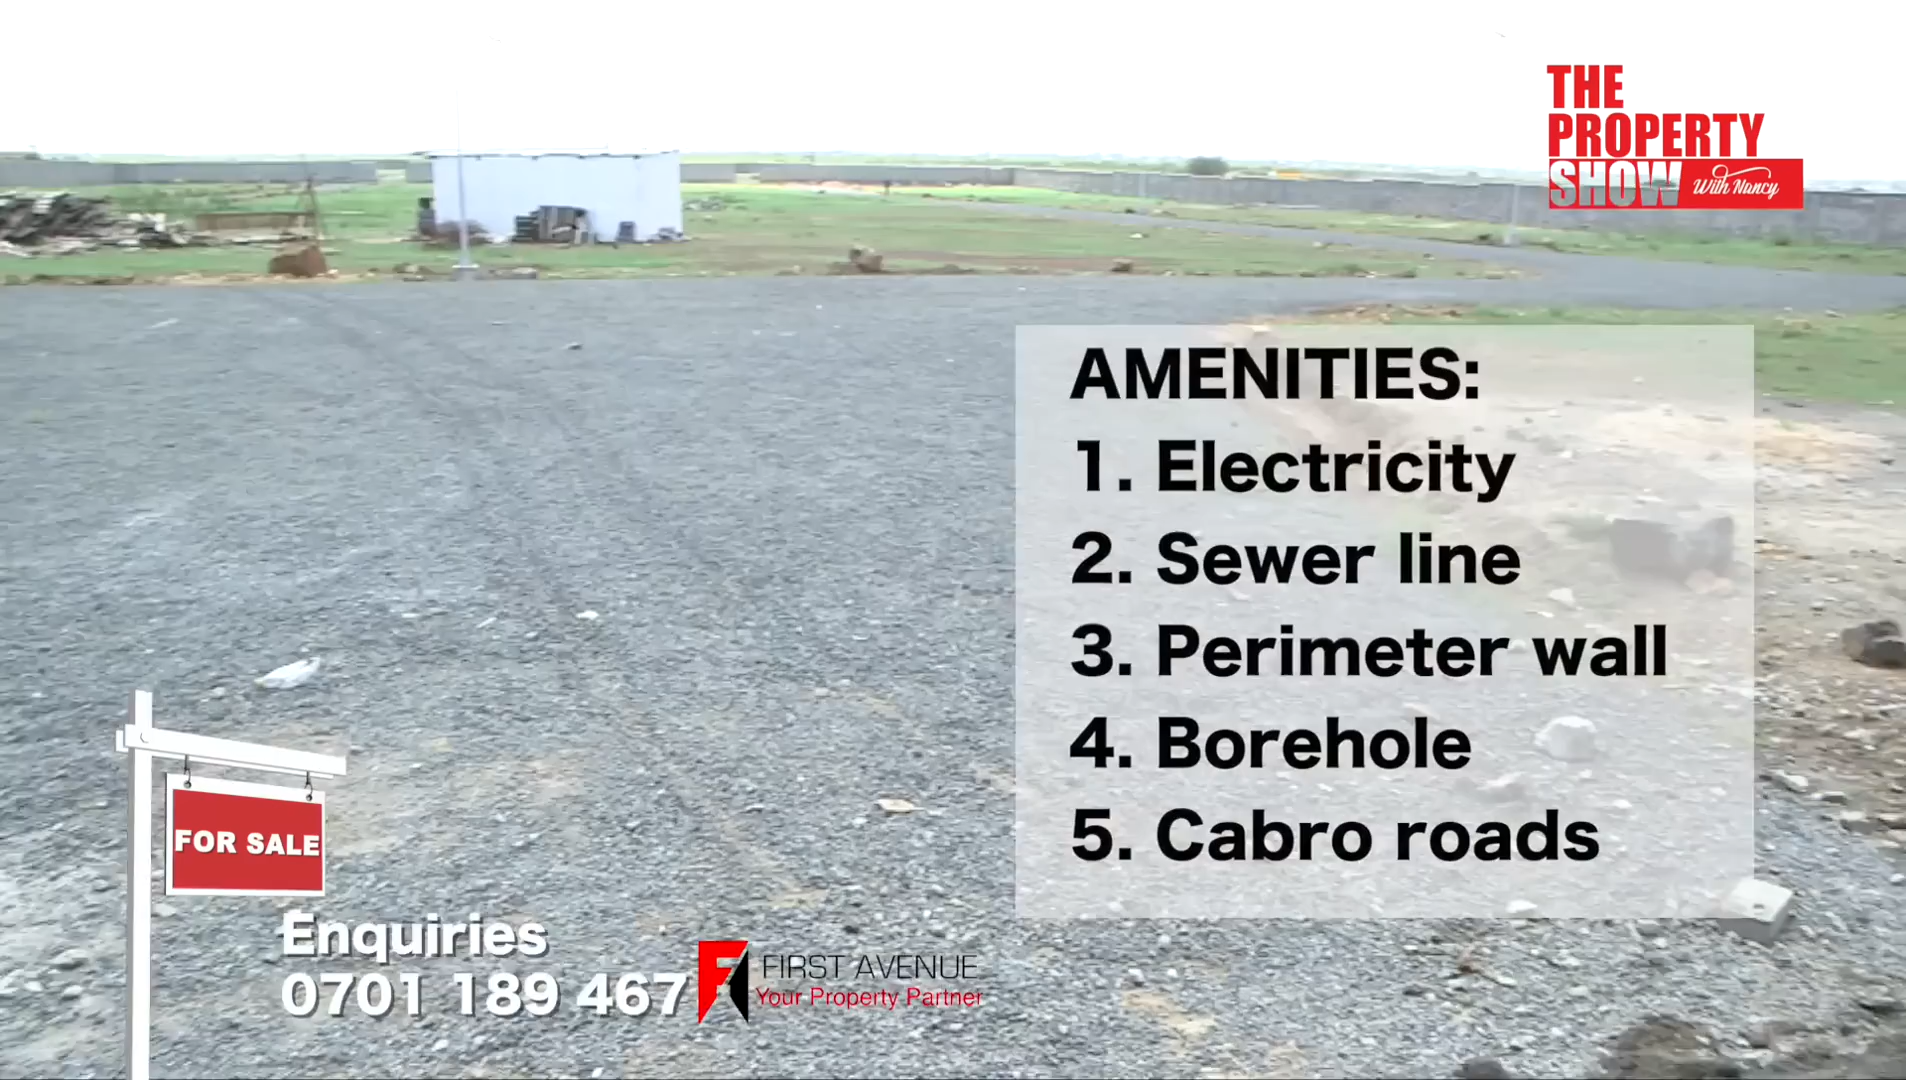 THE
PROPERTY
SHOW With Nancy
AMENITIES:
1. Electricity
2. Sewer line
3. Perimeter wall
4. Borehole
5. Cabro roads
FOR SALE
Enquiries
0701 189 467
FIRST AVENUE
Your Property Partner